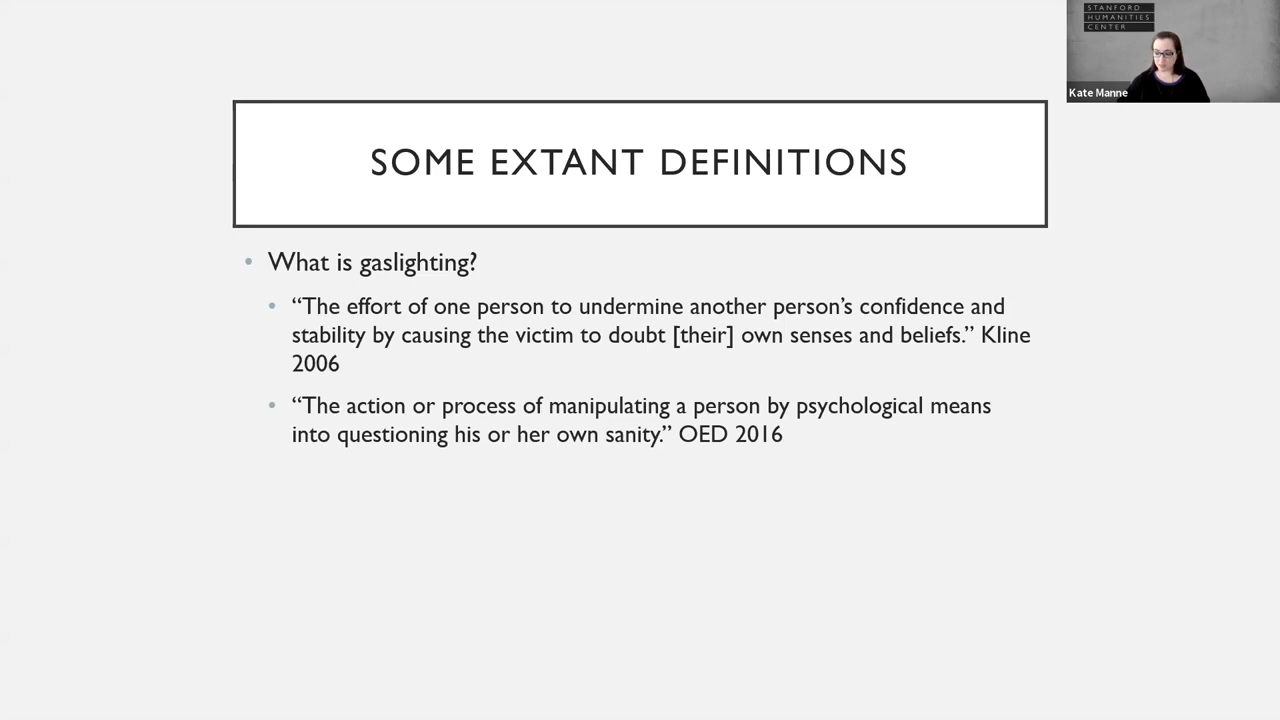 STANFORD
HUMANITIES
CENTER
Kate Manne
SOME EXTANT DEFINITIONS
• What is gaslighting?
• “The effort of one person to undermine another person’s confidence and
stability by causing the victim to doubt [their] own senses and beliefs.” Kline
2006
• “The action or process of manipulating a person by psychological means
into questioning his or her own sanity.” OED 2016